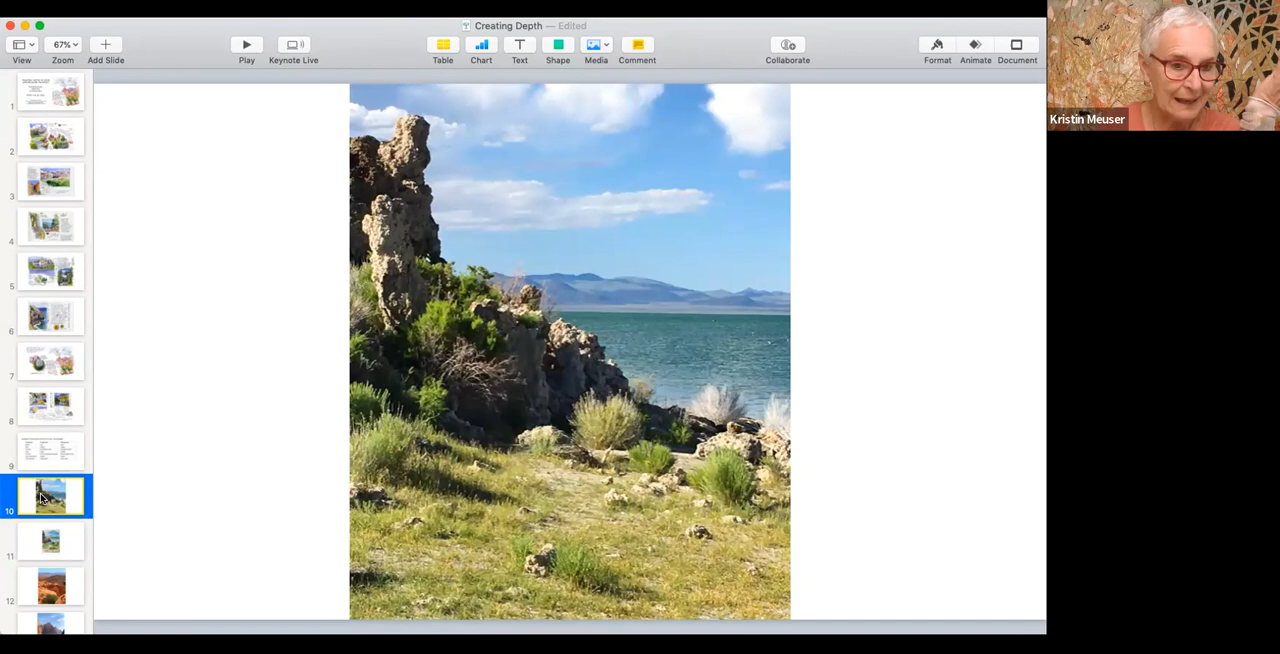 Creating Depth — Edited
67%
View
Zoom
Add Slide
Play
Keynote Live
Table
Chart
Text
Shape
Media
Comment
Collaborate
Format
Animate
Document
Kristin Meuser
1
2
3
4
5
6
7
8
9
10
11
12